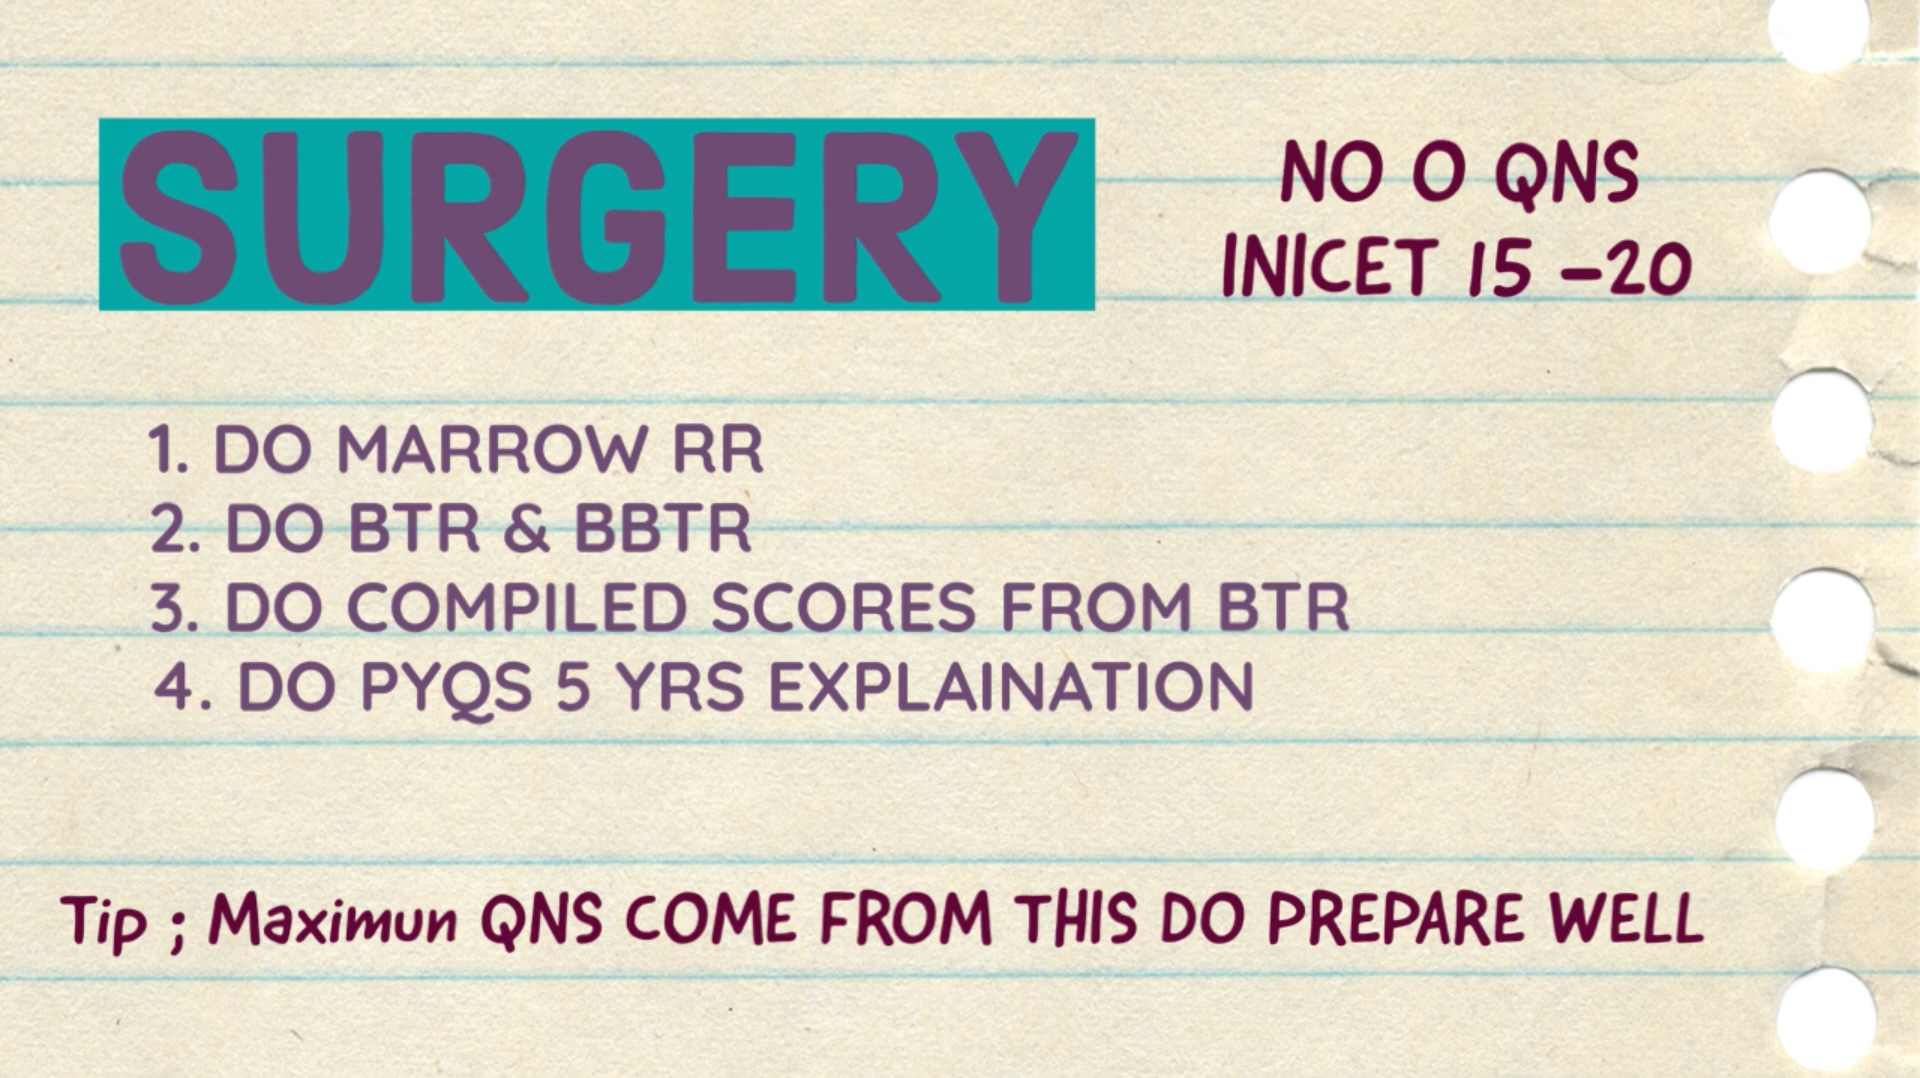 SURGERY
NO O QNS
INICET 15 -20
1. DO MARROW RR
2. DO BTR & BBTR
3. DO COMPILED SCORES FROM BTR
4. DO PYQS 5 YRS EXPLAINATION
Tip ; Maximun QNS COME FROM THIS DO PREPARE WELL